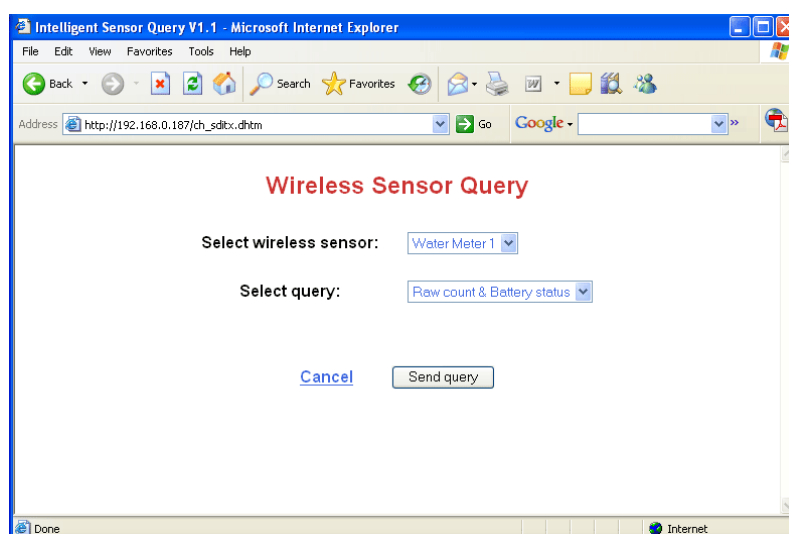 Intelligent Sensor Query V1.1 - Microsoft Internet Explorer
File Edit View Favorites Tools Help
Back Search Favorites
Address http://192.168.0.187/ch_sditx.dhtm Go Google
Wireless Sensor Query
Select wireless sensor: Water Meter 1
Select query: Raw count & Battery status
Cancel Send query
Done Internet